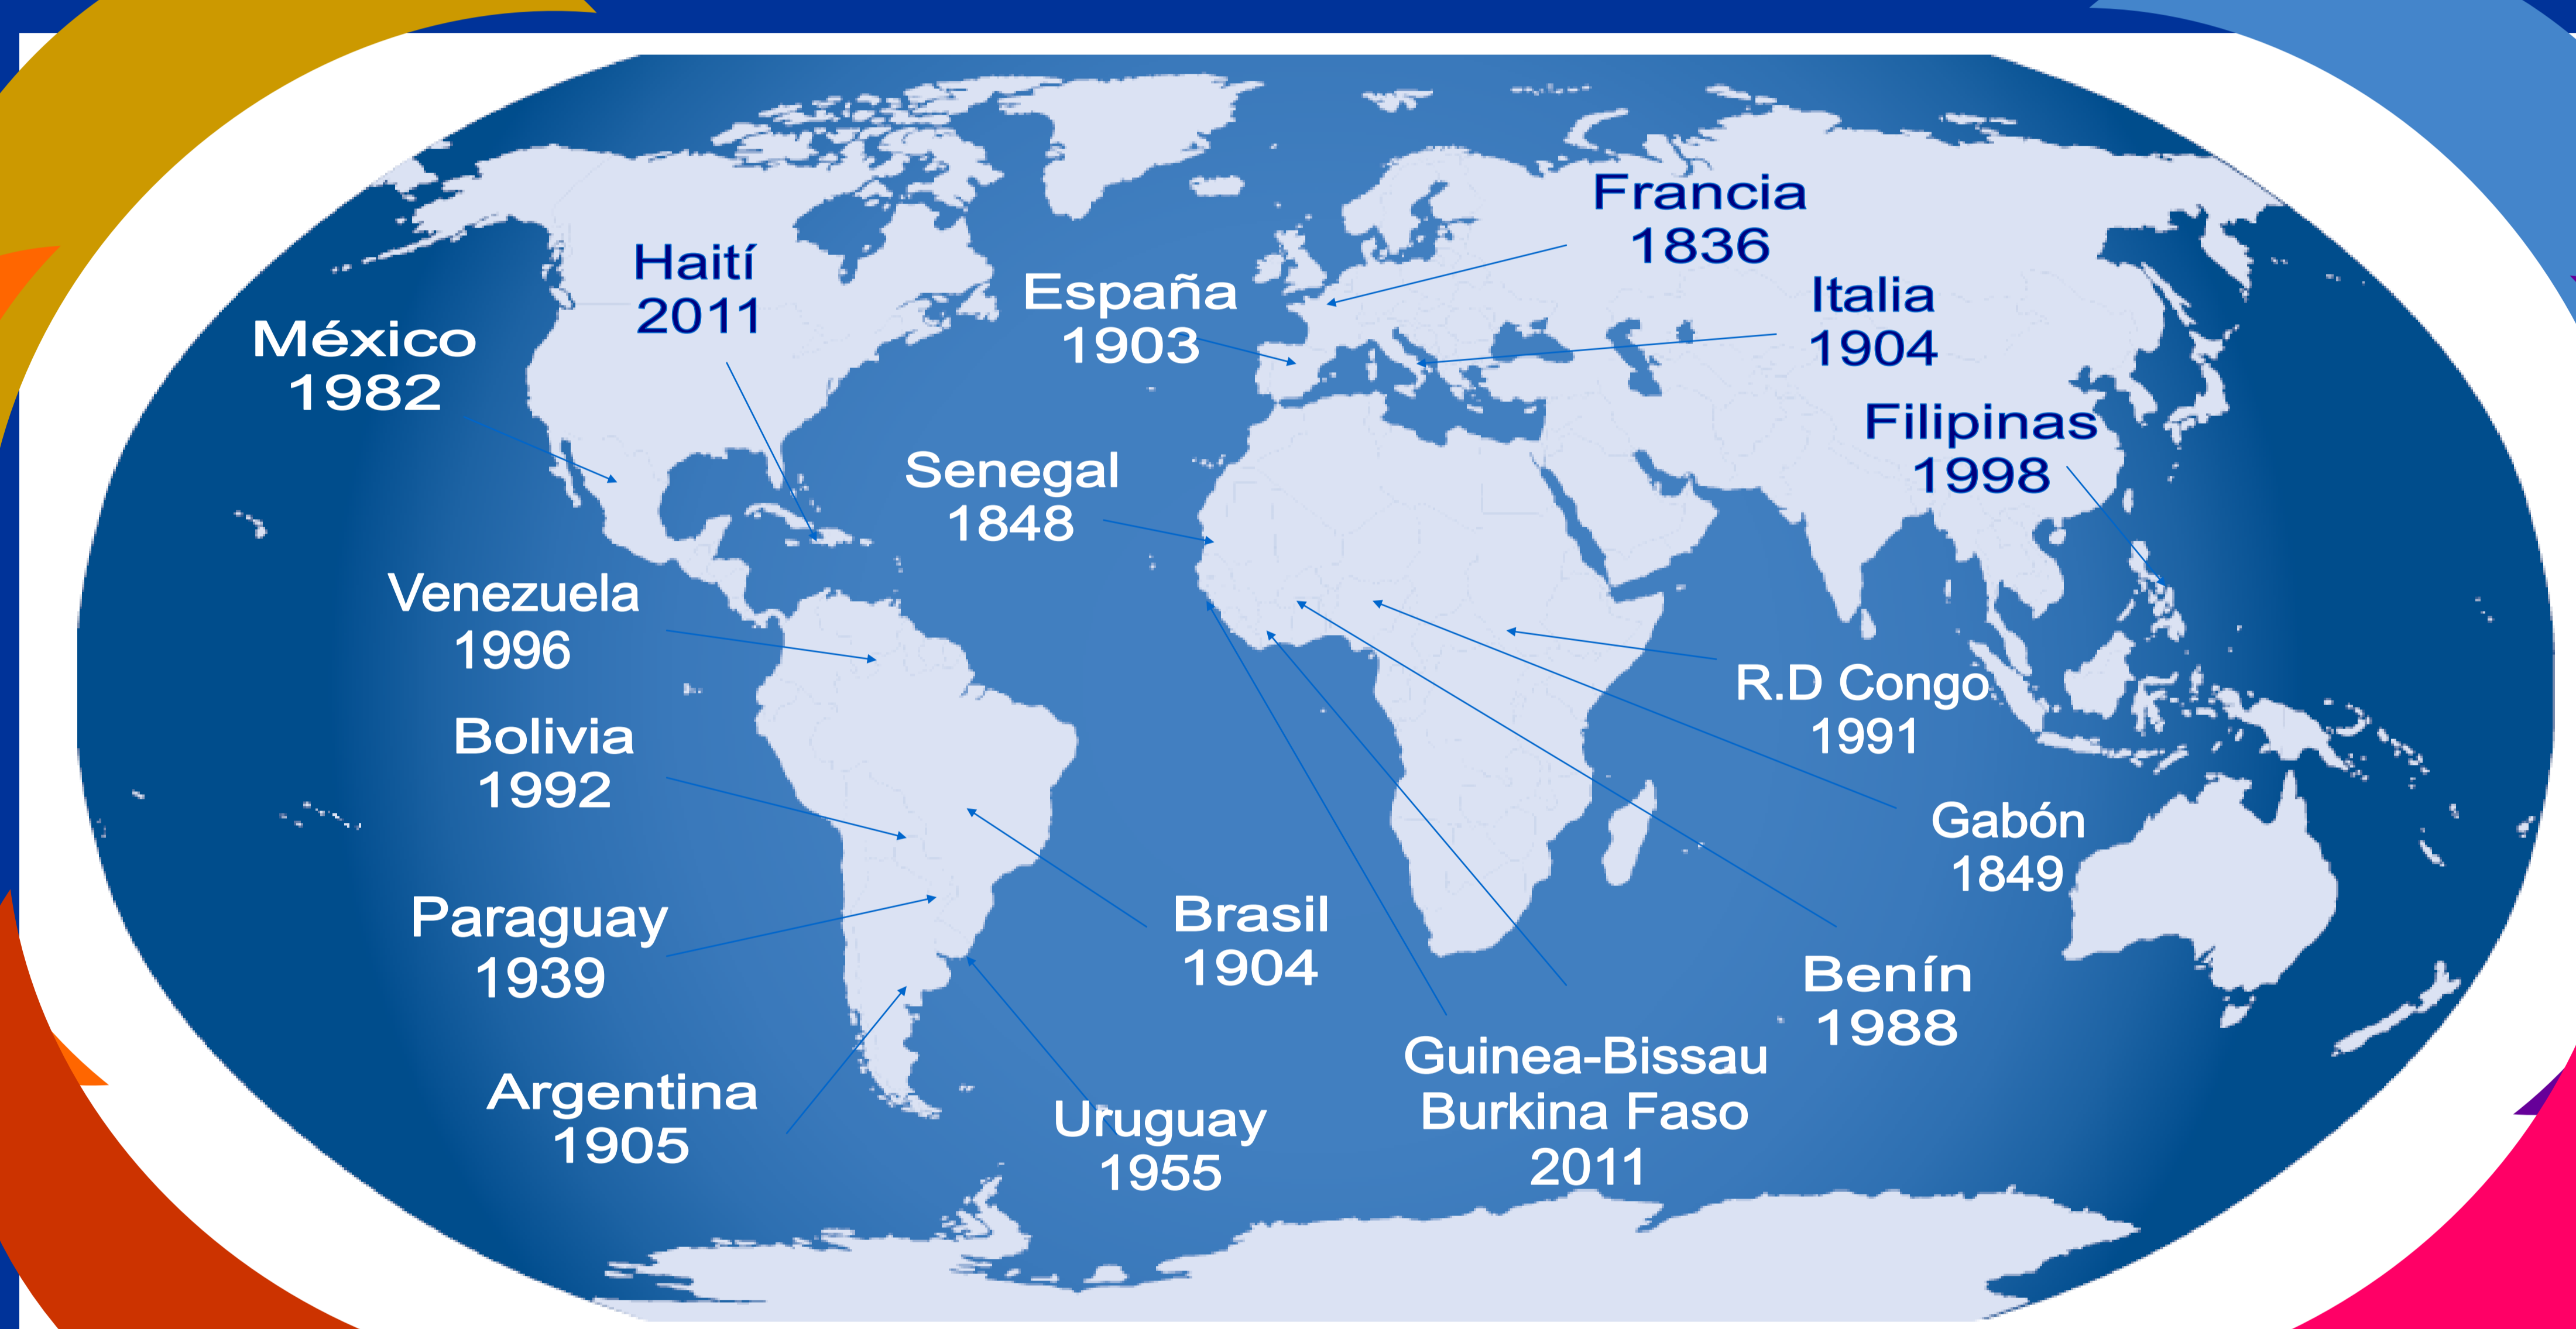 Francia
1836
Haití
2011
España
1903
Italia
1904
México
1982
Filipinas
1998
Senegal
1848
Venezuela
1996
R.D Congo
1991
Bolivia
1992
Gabón
1849
Paraguay
1939
Brasil
1904
Benín
1988
Guinea-Bissau
Burkina Faso
2011
Argentina
1905
Uruguay
1955